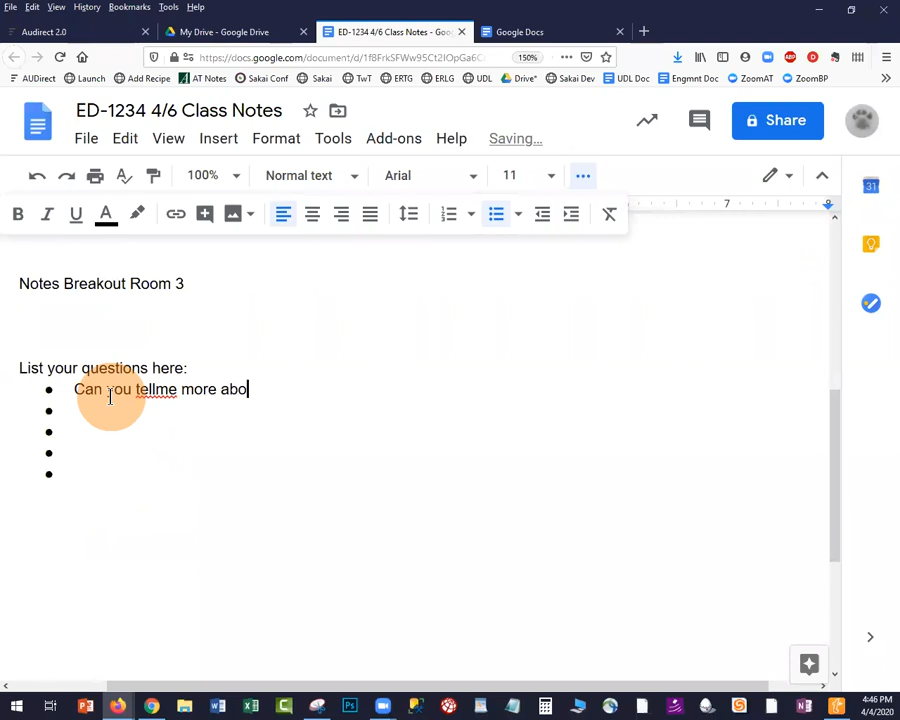 File Edit View History Bookmarks Tools Help
Audirect 2.0 My Drive - Google Drive ED-1234 4/6 Class Notes - Goo Google Docs
https://docs.google.com/document/d/1f8FrkSFWw95Ct2IOpGa6C 150%
AUDirect Launch Add Recipe AT Notes Sakai Conf Sakai TwT ERTG ERLG UDL Drive* Sakai Dev UDL Doc Engmnt Doc ZoomAT ZoomBP
ED-1234 4/6 Class Notes
File Edit View Insert Format Tools Add-ons Help Saving... Share
100% Normal text Arial 11
B I U A
7
31
Notes Breakout Room 3
List your questions here:
● Can you tellme more abo
●
●
●
●
4:46 PM
4/4/2020